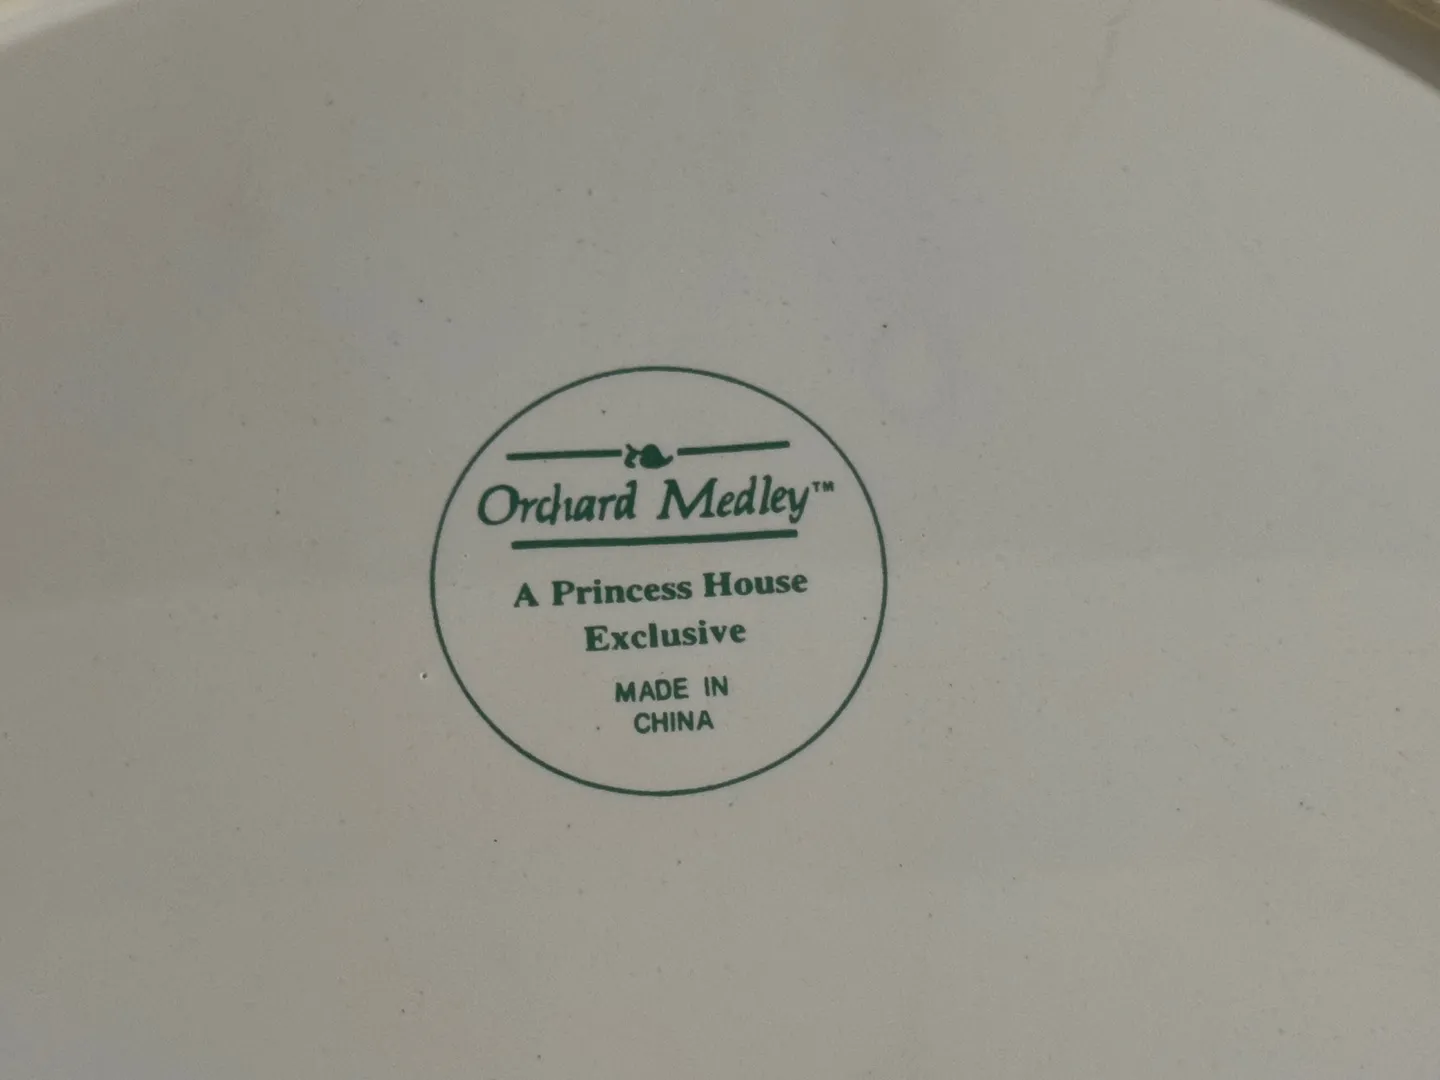 Orchard Medley™
A Princess House
Exclusive
MADE IN
CHINA